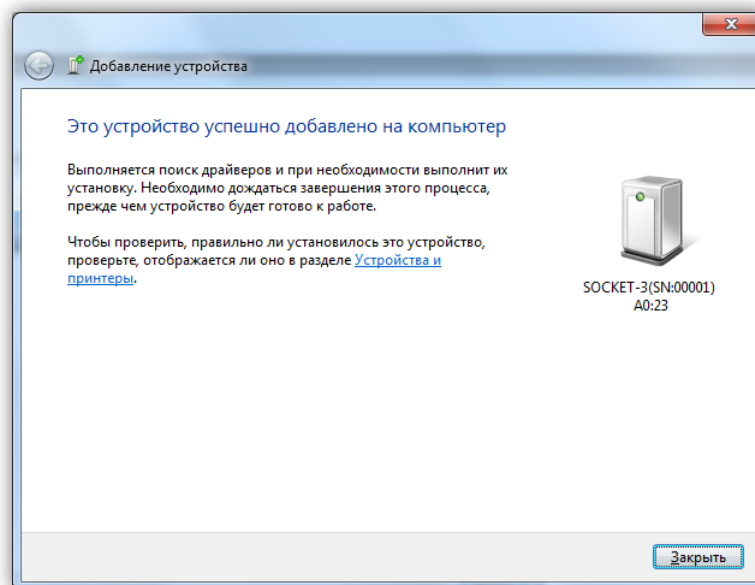 Добавление устройства
Это устройство успешно добавлено на компьютер
Выполняется поиск драйверов и при необходимости выполнит их
установку. Необходимо дождаться завершения этого процесса,
прежде чем устройство будет готово к работе.
Чтобы проверить, правильно ли установилось это устройство,
проверьте, отображается ли оно в разделе Устройства и
принтеры.
SOCKET-3(SN:00001)
A0:23
Закрыть